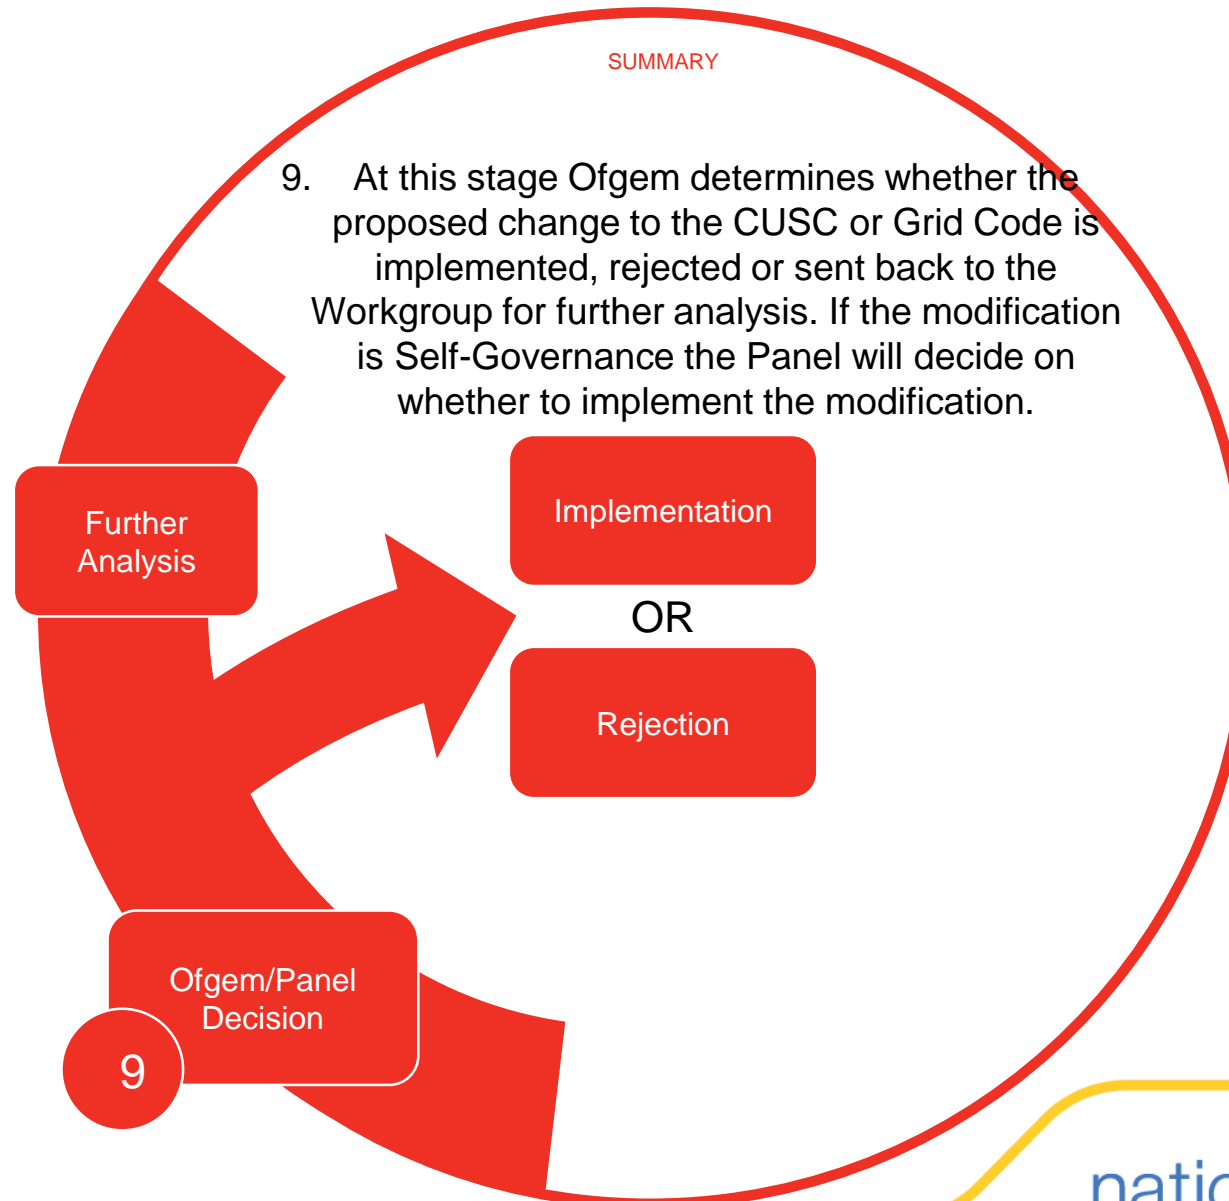 SUMMARY
9. At this stage Ofgem determines whether the
proposed change to the CUSC or Grid Code is
implemented, rejected or sent back to the
Workgroup for further analysis. If the modification
is Self-Governance the Panel will decide on
whether to implement the modification.
Further
Analysis
Implementation
OR
Rejection
Ofgem/Panel
Decision
9